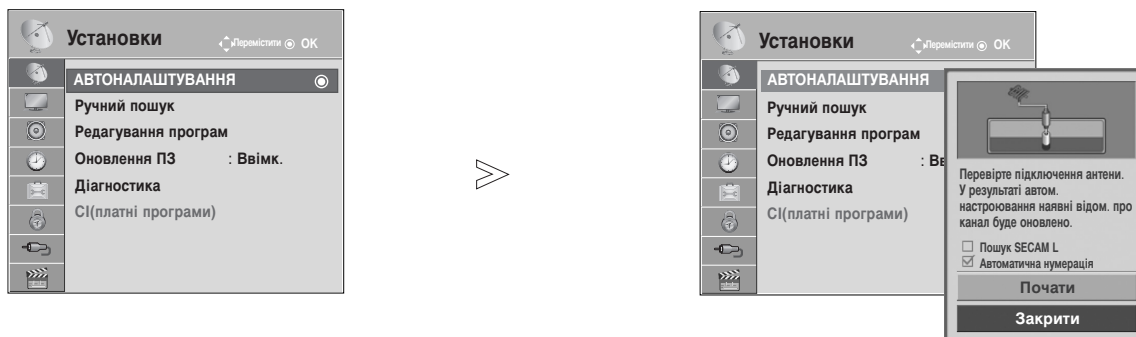 Установки
Перемістити OK
АВТОНАЛАШТУВАННЯ
Ручний пошук
Редагування програм
Оновлення ПЗ : Ввімк.
Діагностика
CI(платні програми)
Установки
Перемістити OK
АВТОНАЛАШТУВАННЯ
Ручний пошук
Редагування програм
Оновлення ПЗ : Вв
Діагностика
CI(платні програми)
Перевірте підключення антени.
У результаті автом.
настроювання наявні відом. про
канал буде оновлено.
Пошук SECAM L
Автоматична нумерація
Почати
Закрити